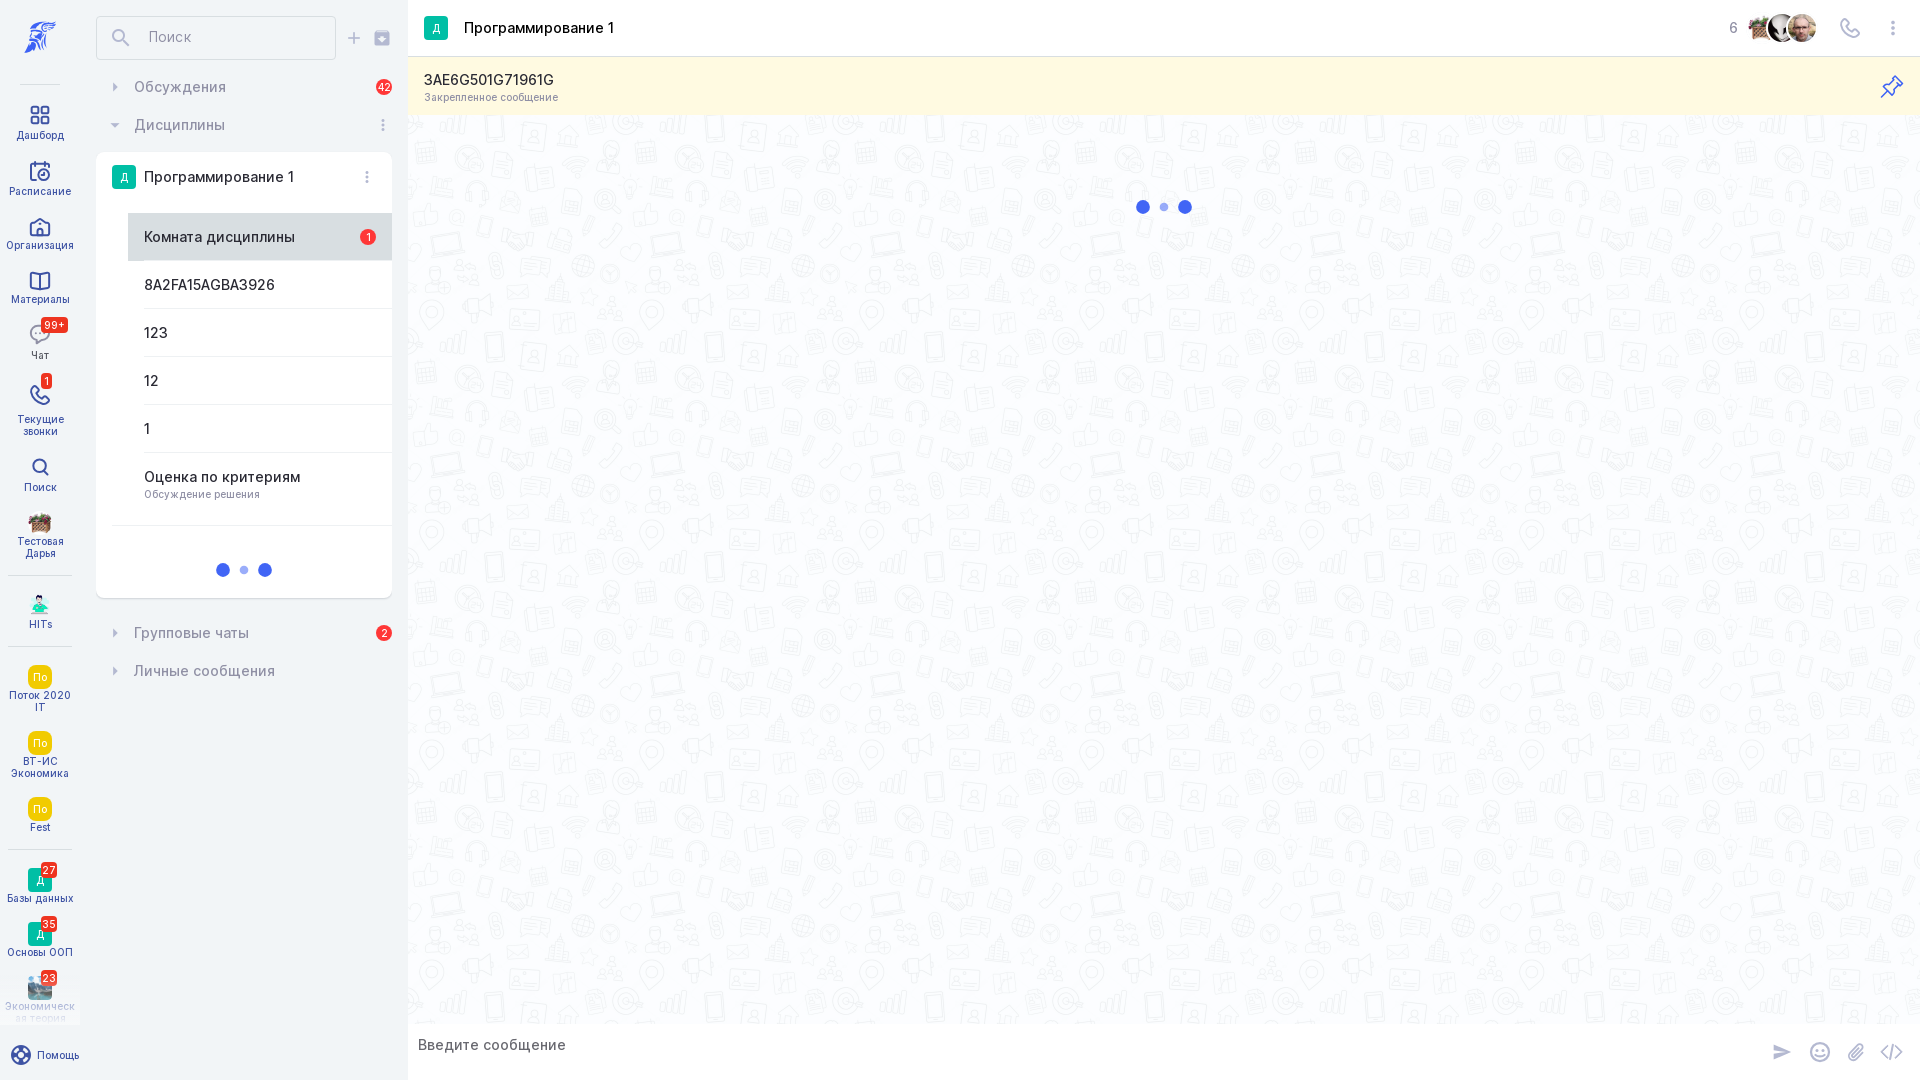 Дашборд
Расписание
Организация
Материалы
99+
Чат
1
Текущие
звонки
Поиск
Тестовая
Дарья
HITs
По
Поток 2020
IT
По
ВТ-ИС
Экономика
По
Fest
27
Д
Базы данных
35
Д
Основы ООП
23
Экономическ
ая теория
Помощь
Поиск
Обсуждения
42
Дисциплины
Д
Программирование 1
Комната дисциплины
1
8A2FA15AGBA3926
123
12
1
Оценка по критериям
Обсуждение решения
Групповые чаты
2
Личные сообщения
Д
Программирование 1
6
3AE6G501G71961G
Закрепленное сообщение
Введите сообщение